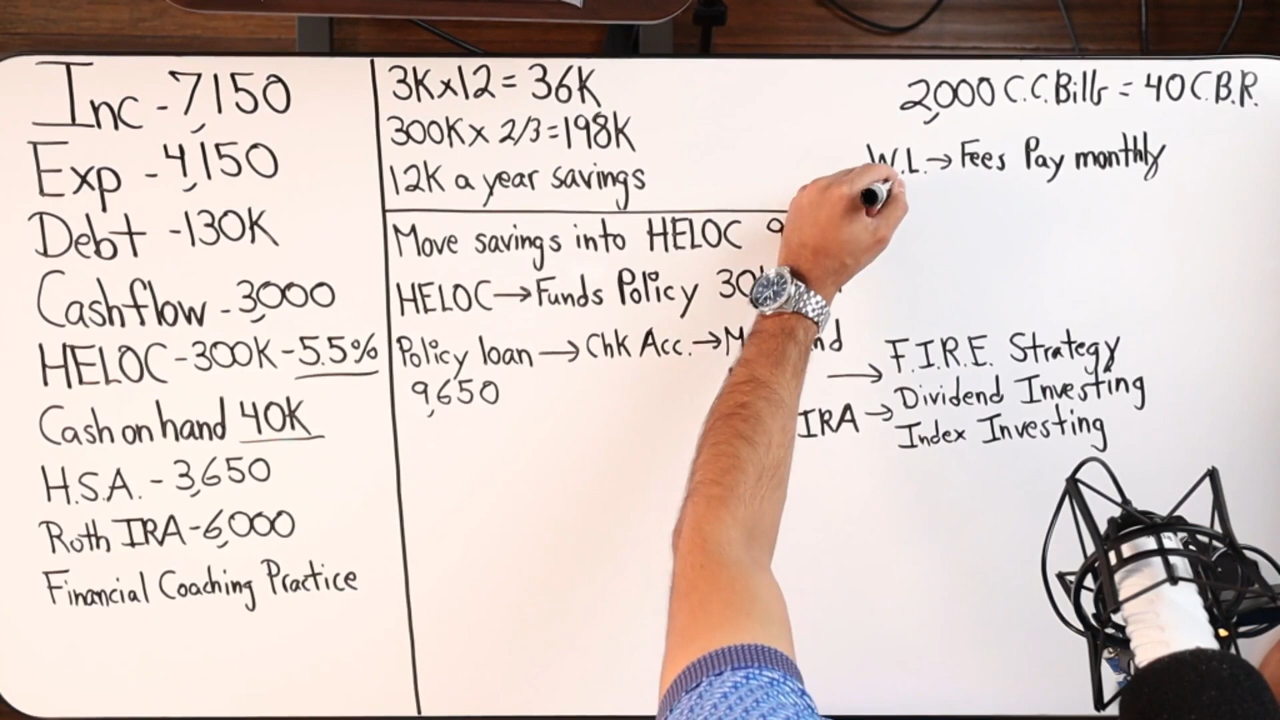 Inc - 7,150
Exp - 4,150
Debt - 130K
Cashflow - 3,000
HELOC - 300K - 5.5%
Cash on hand 40K
H.S.A. - 3,650
Roth IRA - 6,000
Financial Coaching Practice
3K x 12 = 36K
300K x 2/3 = 198K
12K a year savings
Move savings into HELOC
HELOC → Funds Policy
Policy loan → Chk Acc. →
9,650
2,000 C.C. Bills = 40 C.B.R.
W.L. → Fees Pay monthly
→ F.I.R.E. Strategy
IRA → Dividend Investing
Index Investing